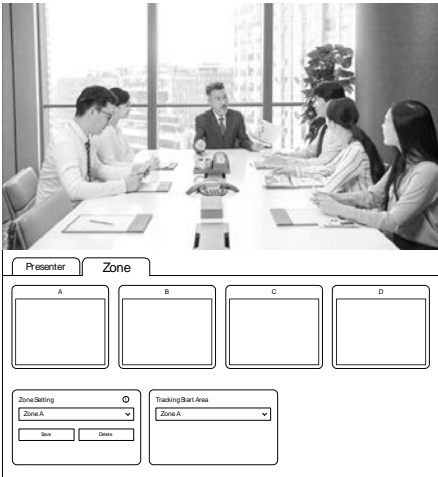 Presenter
Zone
A
B
C
D
Zone Setting
Tracking Start Area
Zone A
Zone A
Save
Delete